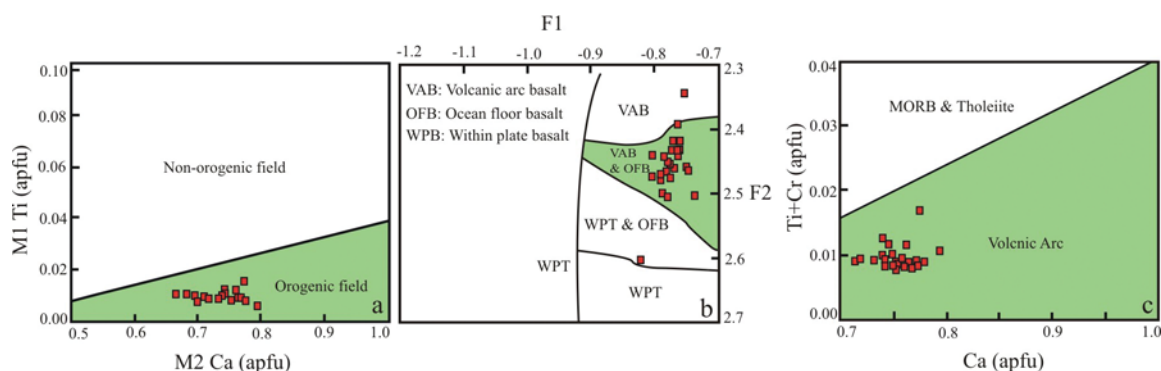 M1 Ti (apfu)
0.10
0.08
0.06
0.04
0.02
0.00
Non-orogenic field
Orogenic field
a
0.5
0.6
0.7
0.8
0.9
1.0
M2 Ca (apfu)
F1
-1.2
-1.1
-1.0
-0.9
-0.8
-0.7
VAB: Volcanic arc basalt
OFB: Ocean floor basalt
WPB: Within plate basalt
VAB
VAB
& OFB
WPT & OFB
WPT
WPT
b
2.3
2.4
2.5
2.6
2.7
F2
Ti+Cr (apfu)
0.04
0.03
0.02
0.01
0.00
MORB & Tholeiite
Volcnic Arc
c
0.7
0.8
0.9
1.0
Ca (apfu)